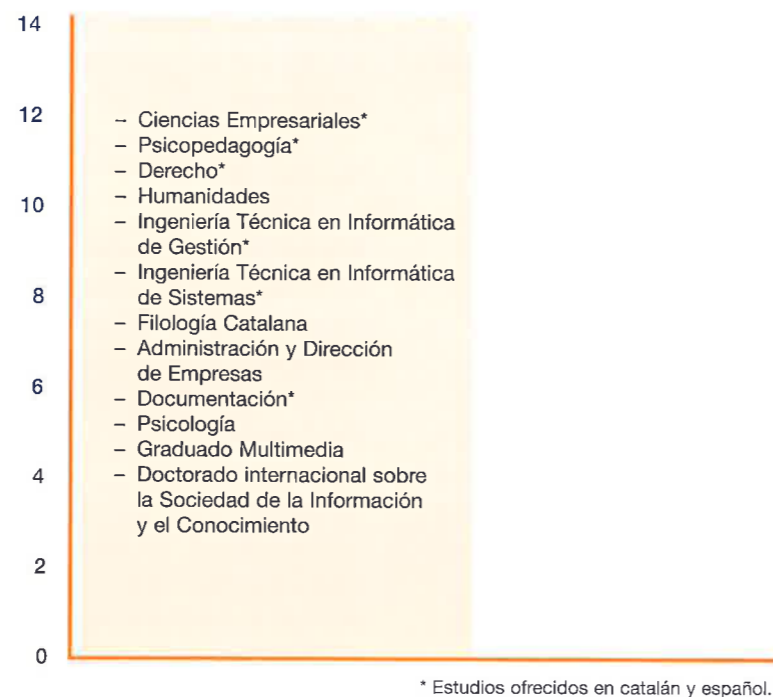 14
12
– Ciencias Empresariales*
– Psicopedagogía*
– Derecho*
10
– Humanidades
– Ingeniería Técnica en Informática
de Gestión*
– Ingeniería Técnica en Informática
8
de Sistemas*
– Filología Catalana
– Administración y Dirección
de Empresas
6
– Documentación*
– Psicología
– Graduado Multimedia
4
– Doctorado internacional sobre
la Sociedad de la Información
y el Conocimiento
2
0
* Estudios ofrecidos en catalán y español.